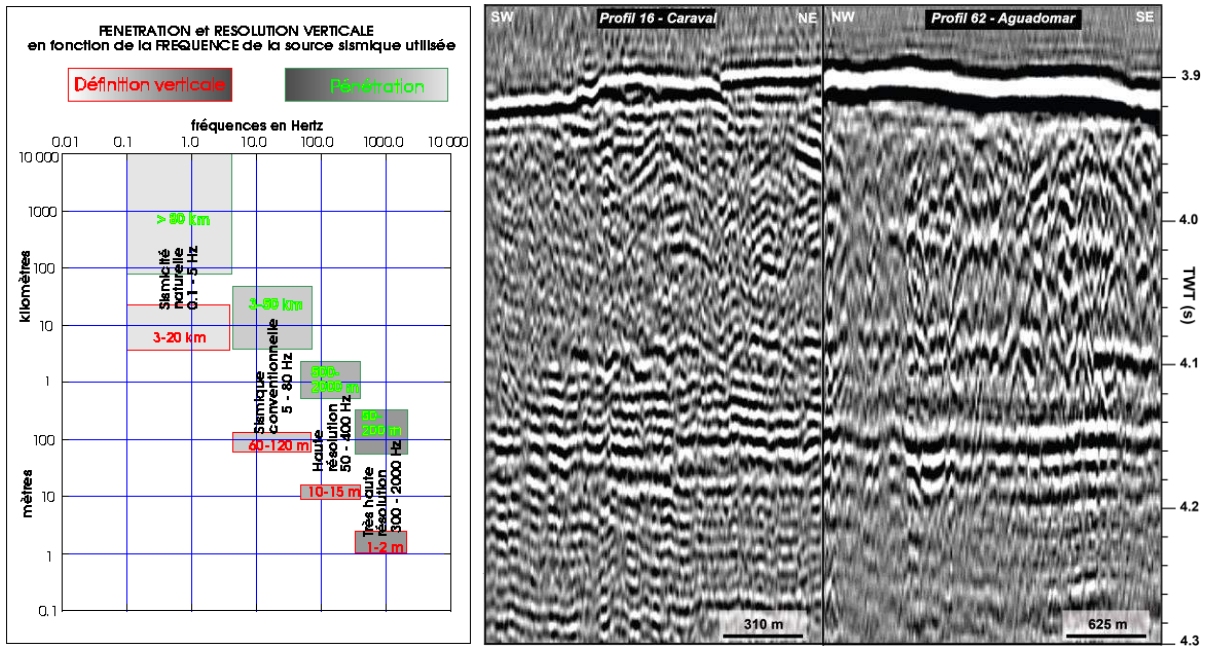 PENETRATION et RESOLUTION VERTICALE
en fonction de la FREQUENCE de la source sismique utilisée
Définition verticale
Pénétration
fréquences en Hertz
0.01 0.1 1.0 10.0 100.0 1000.0 10 000
10 000
1000
100
10
1
100
10
1
0.1
kilomètres
mètres
> 80 km
Sismicité
naturelle
0.1 - 5 Hz
3-20 km
3-50 km
Sismique
conventionnelle
5 - 80 Hz
60-120 m
500-
2000 m
Haute
résolution
50 - 400 Hz
10-15 m
200 m
Très haute
résolution
300 - 2000 Hz
1-2 m
SW
Profil 16 - Caraval
NE
310 m
NW
Profil 62 - Aguadomar
SE
625 m
3.9
4.0
4.1
4.2
4.3
TWT (s)